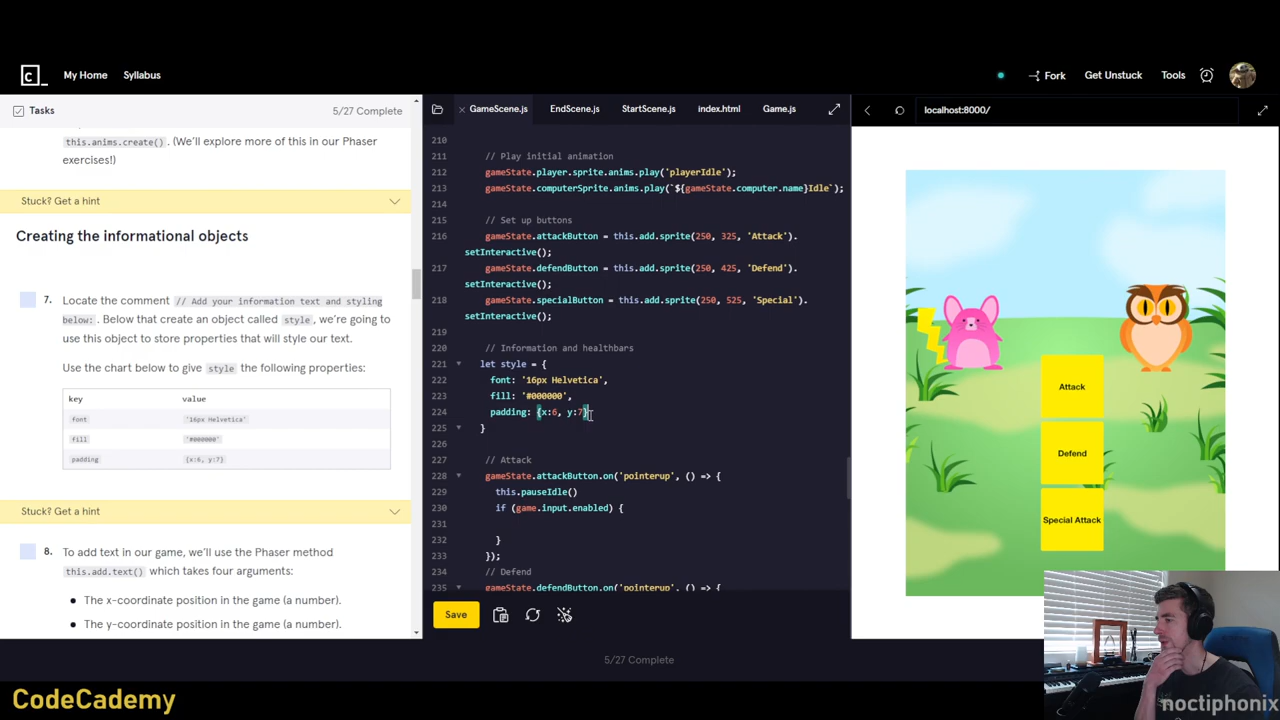 c_
My Home
Syllabus
Fork
Get Unstuck
Tools
Tasks
5/27 Complete
this.anims.create(). (We'll explore more of this in our Phaser
exercises!)
Stuck? Get a hint
Creating the informational objects
7. Locate the comment // Add your information text and styling
below:. Below that create an object called style, we're going to
use this object to store properties that will style our text.
Use the chart below to give style the following properties:
key value
font '16px Helvetica'
fill '#000000'
padding {x:6, y:7}
Stuck? Get a hint
8. To add text in our game, we'll use the Phaser method
this.add.text() which takes four arguments:
• The x-coordinate position in the game (a number).
• The y-coordinate position in the game (a number).
GameScene.js
EndScene.js
StartScene.js
index.html
Game.js
210
211 // Play initial animation
212 gameState.player.sprite.anims.play('playerIdle');
213 gameState.computerSprite.anims.play(`${gameState.computer.name}Idle`);
214
215 // Set up buttons
216 gameState.attackButton = this.add.sprite(250, 325, 'Attack').
setInteractive();
217 gameState.defendButton = this.add.sprite(250, 425, 'Defend').
setInteractive();
218 gameState.specialButton = this.add.sprite(250, 525, 'Special').
setInteractive();
219
220 // Information and healthbars
221 let style = {
222 font: '16px Helvetica',
223 fill: '#000000',
224 padding: {x:6, y:7}
225 }
226
227 // Attack
228 gameState.attackButton.on('pointerup', () => {
229 this.pauseIdle()
230 if (game.input.enabled) {
231
232 }
233 });
234 // Defend
235 gameState.defendButton.on('pointerup', () => {
Save
5/27 Complete
localhost:8000/
Attack
Defend
Special Attack
CodeCademy
noctiphonix